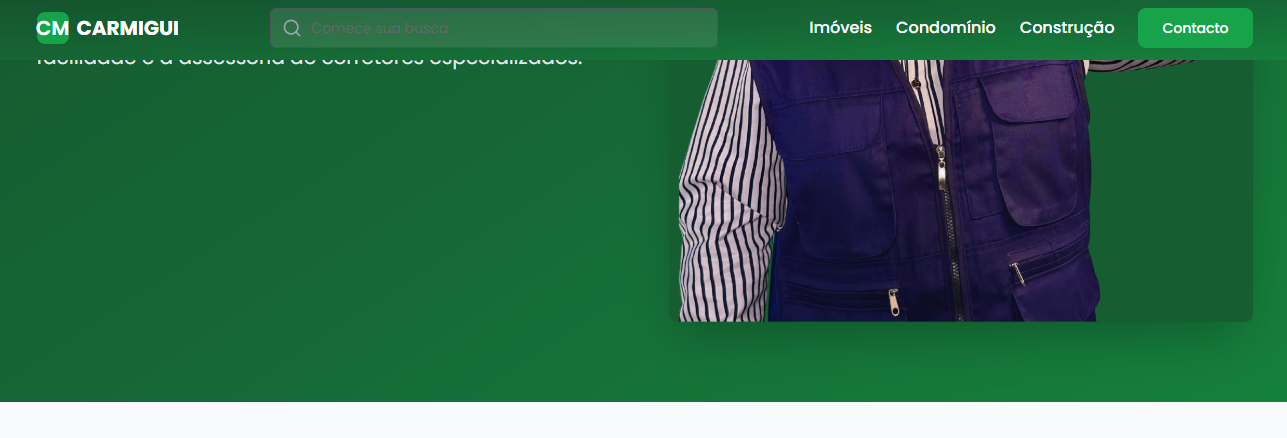 CM CARMIGUI
Comece sua busca
Imóveis Condomínio Construção Contacto
facilidade e a assessoria de corretores especializados.